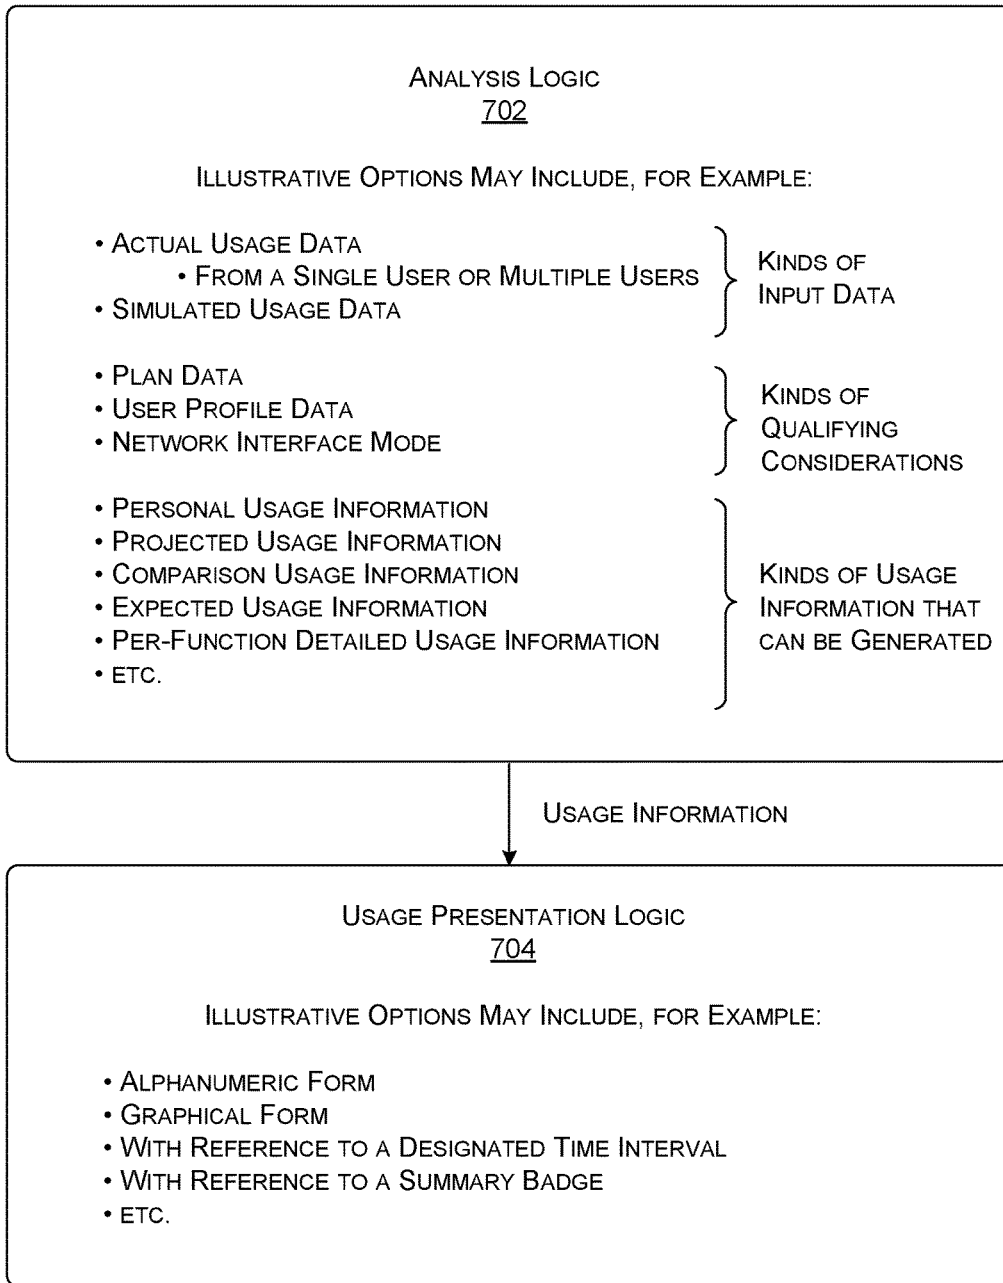 ANALYSIS LOGIC
702
ILLUSTRATIVE OPTIONS MAY INCLUDE, FOR EXAMPLE:
• ACTUAL USAGE DATA
• FROM A SINGLE USER OR MULTIPLE USERS
• SIMULATED USAGE DATA
KINDS OF
INPUT DATA
• PLAN DATA
• USER PROFILE DATA
• NETWORK INTERFACE MODE
KINDS OF
QUALIFYING
CONSIDERATIONS
• PERSONAL USAGE INFORMATION
• PROJECTED USAGE INFORMATION
• COMPARISON USAGE INFORMATION
• EXPECTED USAGE INFORMATION
• PER-FUNCTION DETAILED USAGE INFORMATION
• ETC.
KINDS OF USAGE
INFORMATION THAT
CAN BE GENERATED
USAGE INFORMATION
USAGE PRESENTATION LOGIC
704
ILLUSTRATIVE OPTIONS MAY INCLUDE, FOR EXAMPLE:
• ALPHANUMERIC FORM
• GRAPHICAL FORM
• WITH REFERENCE TO A DESIGNATED TIME INTERVAL
• WITH REFERENCE TO A SUMMARY BADGE
• ETC.